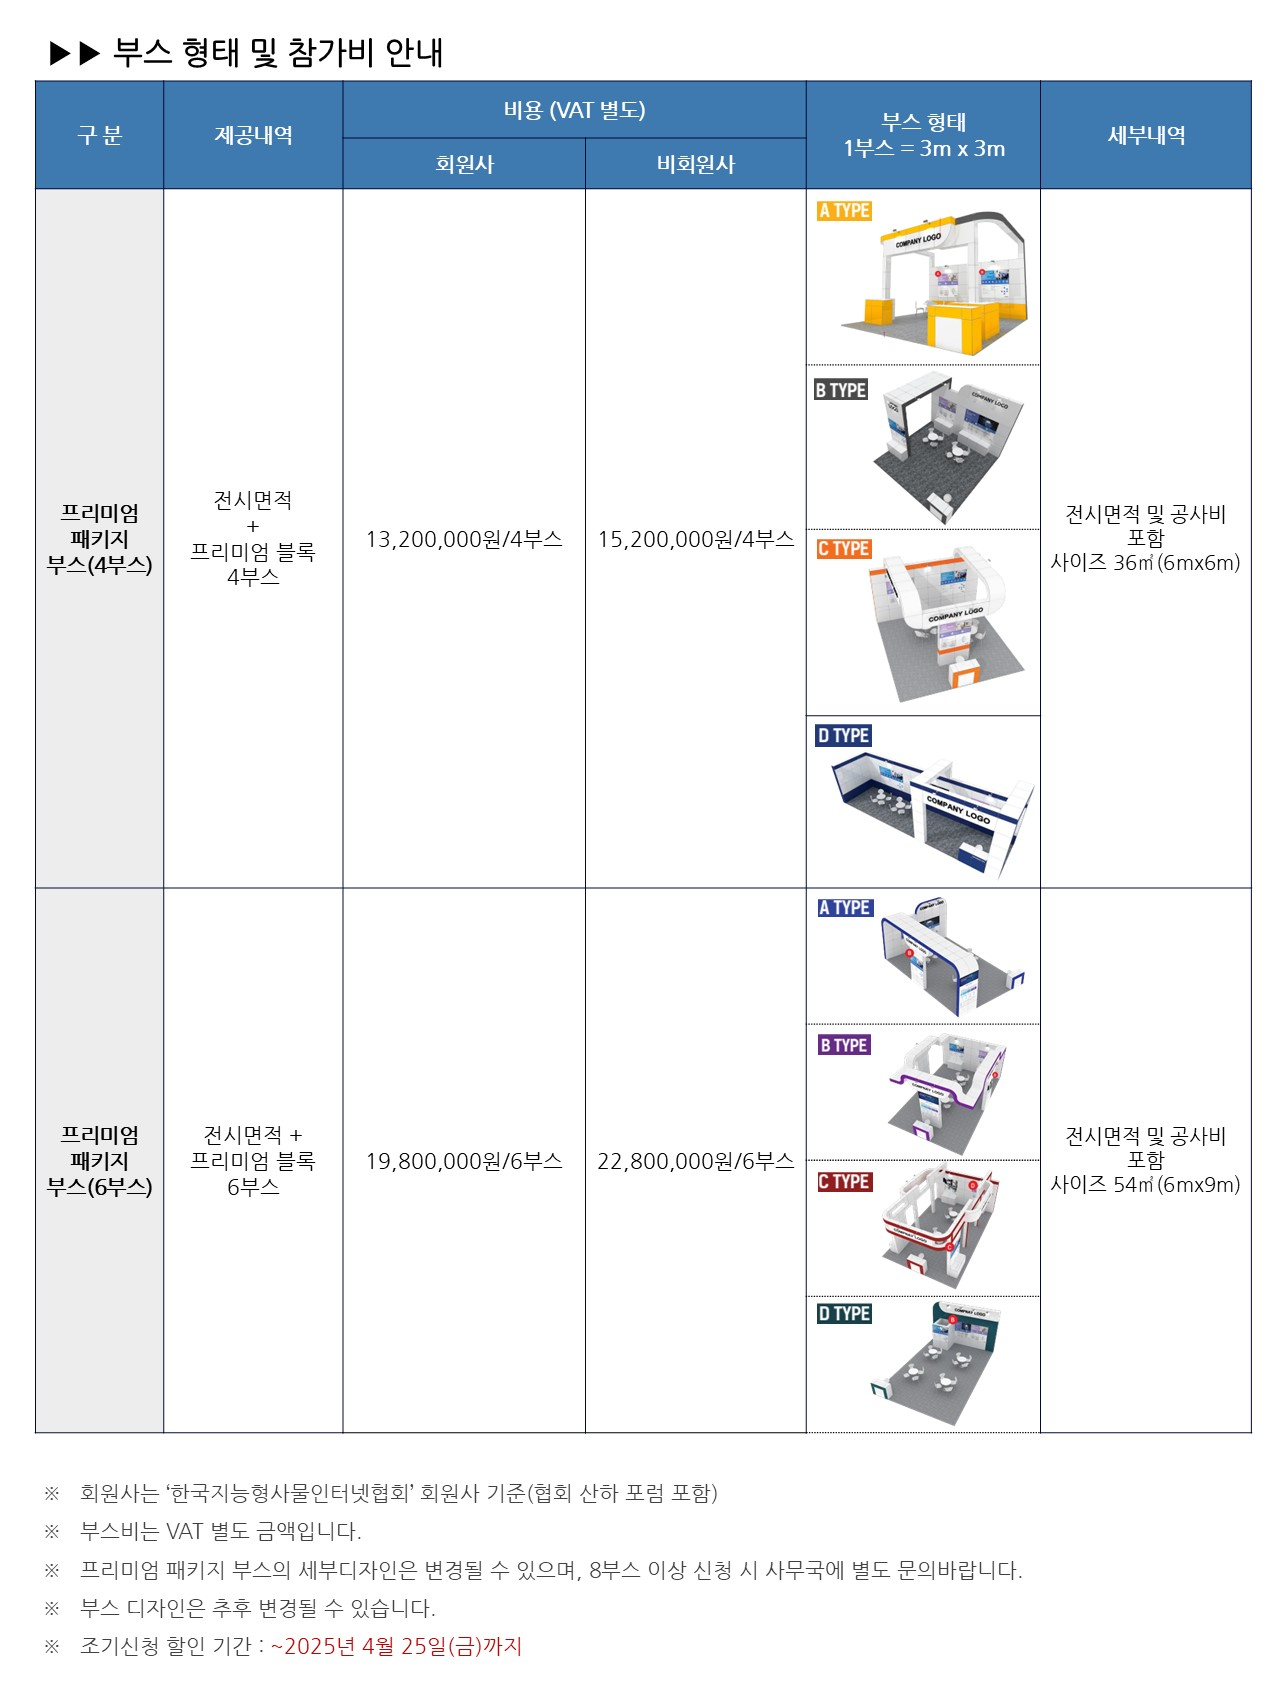 ▶▶ 부스 형태 및 참가비 안내
구 분
제공내역
비용 (VAT 별도)
회원사
비회원사
부스 형태
1부스 = 3m x 3m
세부내역
프리미엄
패키지
부스(4부스)
전시면적
+
프리미엄 블록
4부스
13,200,000원/4부스
15,200,000원/4부스
A TYPE
COMPANY LOGO
B TYPE
COMPANY LOGO
C TYPE
COMPANY LOGO
D TYPE
COMPANY LOGO
전시면적 및 공사비
포함
사이즈 36㎡(6mx6m)
프리미엄
패키지
부스(6부스)
전시면적 +
프리미엄 블록
6부스
19,800,000원/6부스
22,800,000원/6부스
A TYPE
COMPANY LOGO
B TYPE
COMPANY LOGO
C TYPE
COMPANY LOGO
D TYPE
COMPANY LOGO
전시면적 및 공사비
포함
사이즈 54㎡(6mx9m)
※ 회원사는 ‘한국지능형사물인터넷협회’ 회원사 기준(협회 산하 포럼 포함)
※ 부스비는 VAT 별도 금액입니다.
※ 프리미엄 패키지 부스의 세부디자인은 변경될 수 있으며, 8부스 이상 신청 시 사무국에 별도 문의바랍니다.
※ 부스 디자인은 추후 변경될 수 있습니다.
※ 조기신청 할인 기간 : ~2025년 4월 25일(금)까지